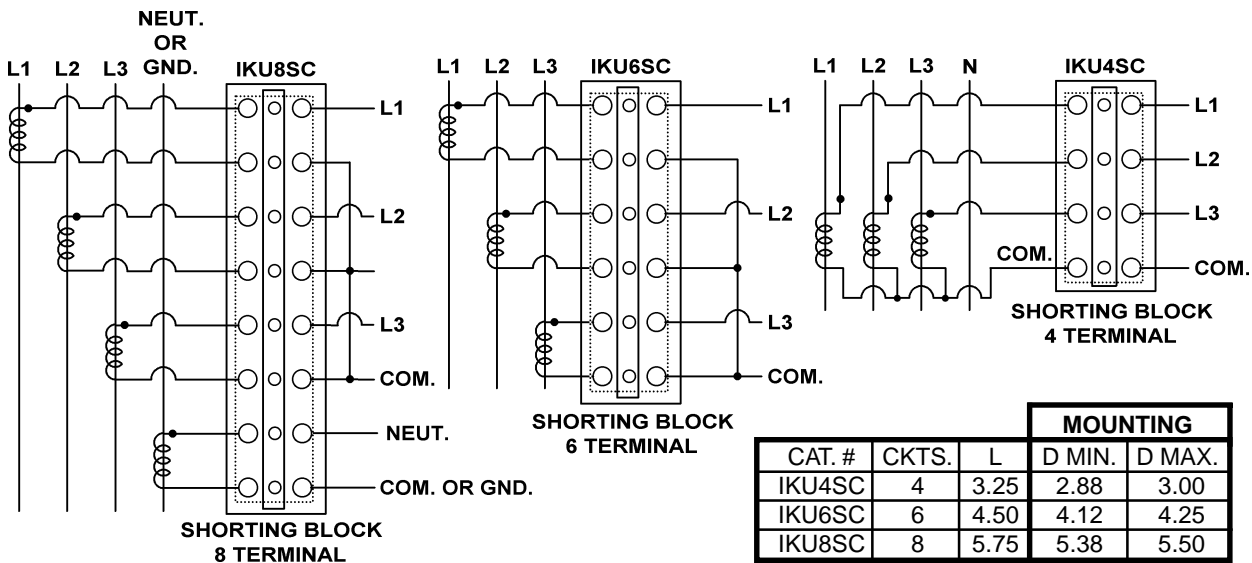 NEUT.
OR
GND.
L1 L2 L3
IKU8SC
L1
L2
L3
COM.
NEUT.
COM. OR GND.
SHORTING BLOCK
8 TERMINAL
L1 L2 L3
IKU6SC
L1
L2
L3
COM.
SHORTING BLOCK
6 TERMINAL
L1 L2 L3 N
IKU4SC
L1
L2
L3
COM.
COM.
SHORTING BLOCK
4 TERMINAL
MOUNTING
CAT. # CKTS. L D MIN. D MAX.
IKU4SC 4 3.25 2.88 3.00
IKU6SC 6 4.50 4.12 4.25
IKU8SC 8 5.75 5.38 5.50